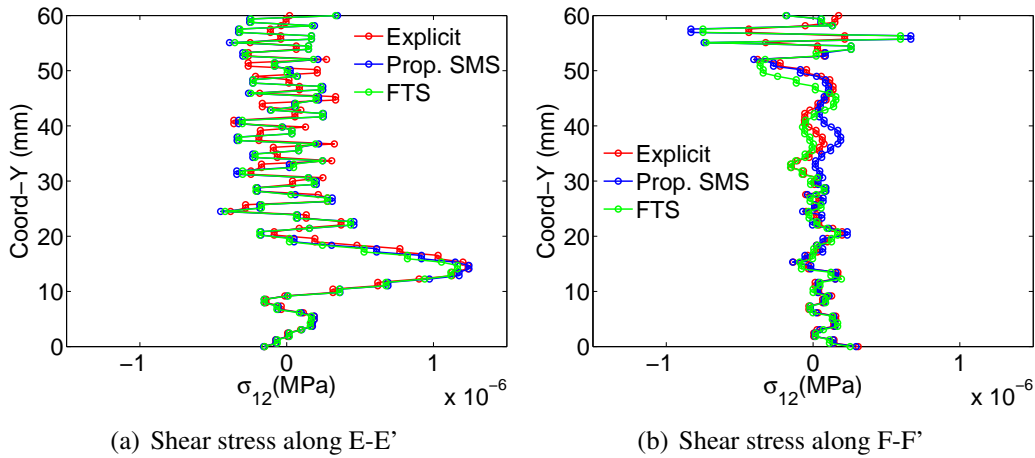 60
50
40
30
20
10
0
Coord-Y (mm)
Explicit
Prop. SMS
FTS
-1
0
1
σ12(MPa)
x 10^-6
(a) Shear stress along E-E'
60
50
40
30
20
10
0
Coord-Y (mm)
Explicit
Prop. SMS
FTS
-1
0
1
σ12(MPa)
x 10^-6
(b) Shear stress along F-F'